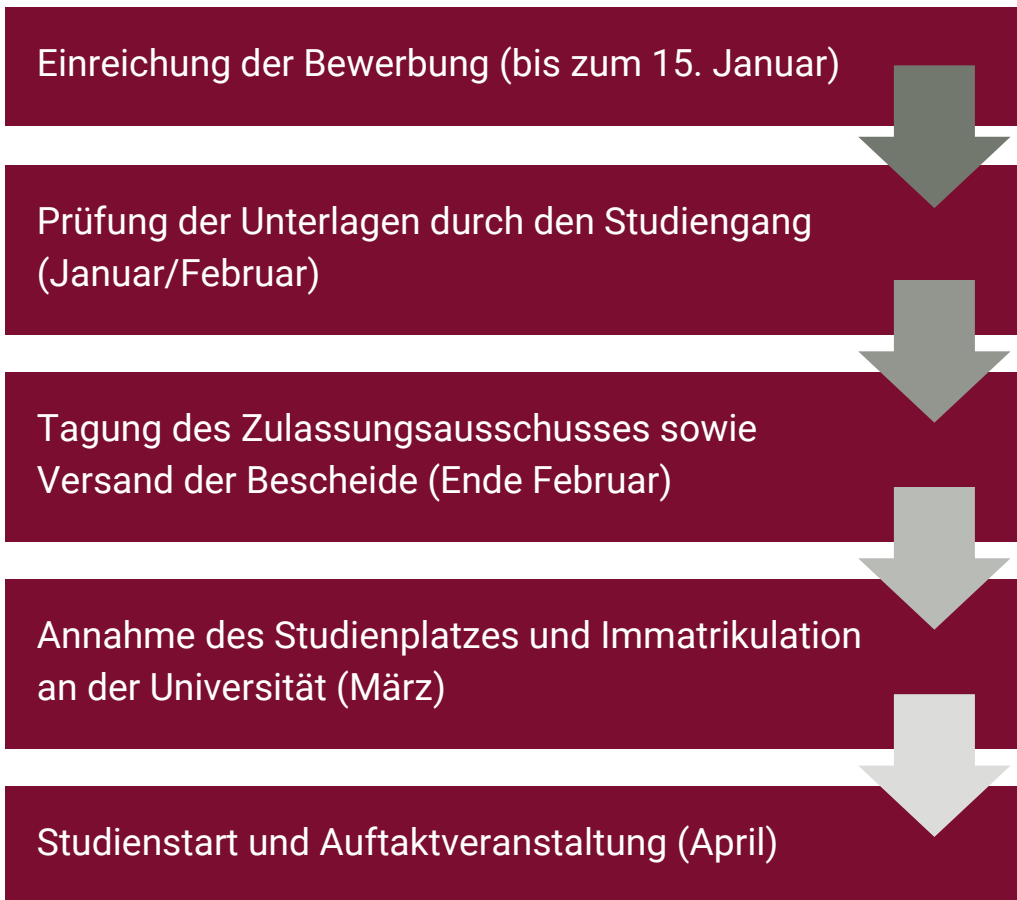 Einreichung der Bewerbung (bis zum 15. Januar)
Prüfung der Unterlagen durch den Studiengang
(Januar/Februar)
Tagung des Zulassungsausschusses sowie
Versand der Bescheide (Ende Februar)
Annahme des Studienplatzes und Immatrikulation
an der Universität (März)
Studienstart und Auftaktveranstaltung (April)